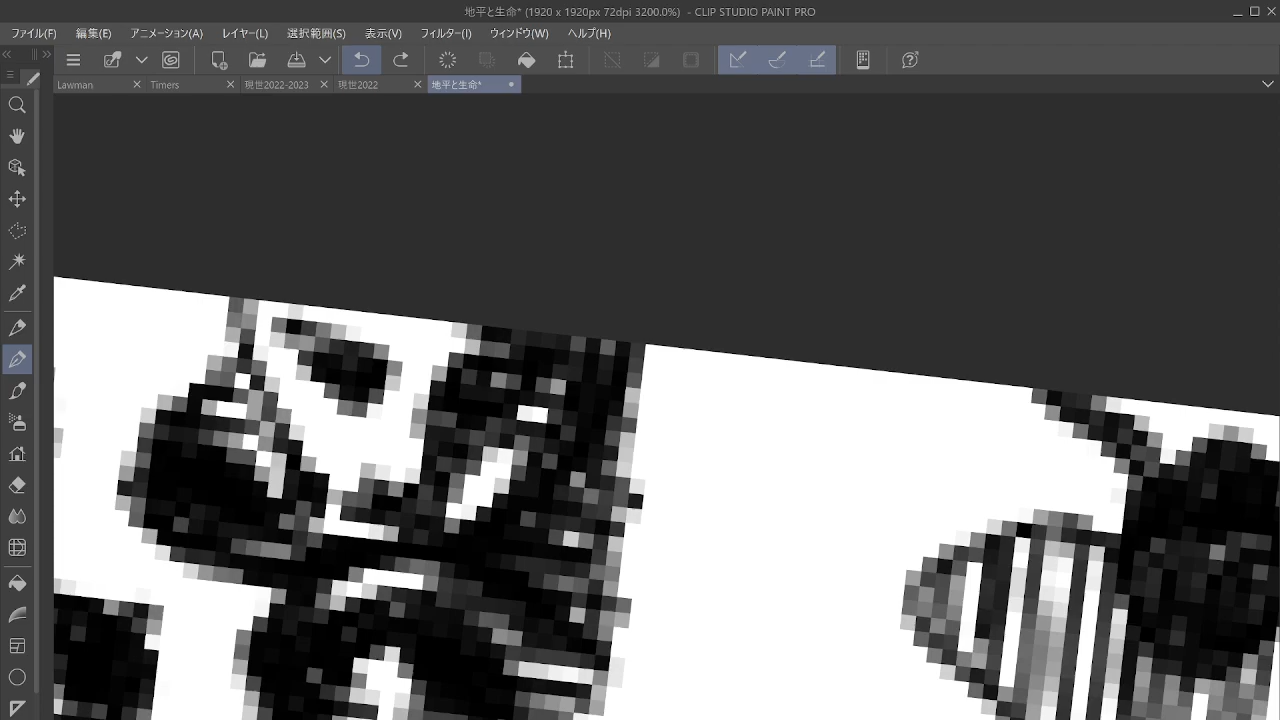 地平と生命* (1920 x 1920px 72dpi 3200.0%)  - CLIP STUDIO PAINT PRO
ファイル(F) 編集(E) アニメーション(A) レイヤー(L) 選択範囲(S) 表示(V) フィルター(I) ウィンドウ(W) ヘルプ(H)
Lawman Timers 現世2022-2023 現世2022 地平と生命*